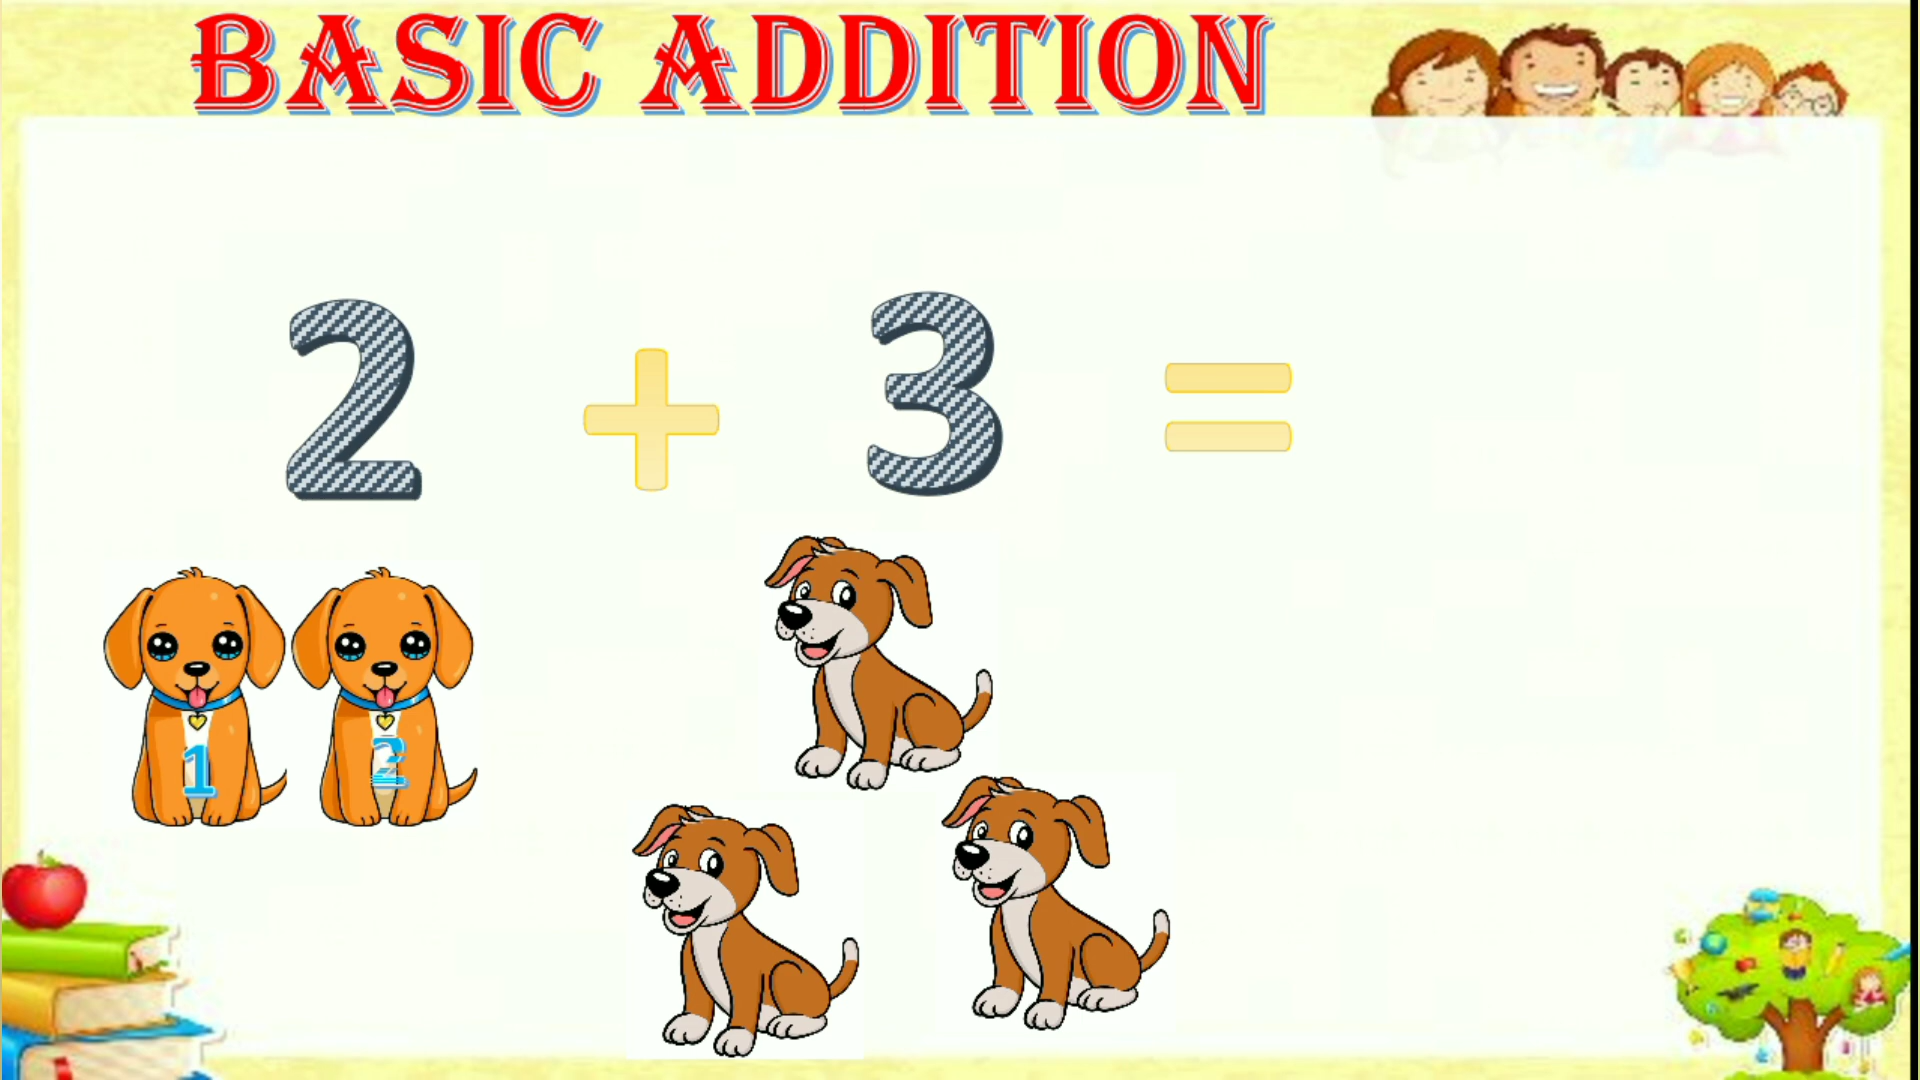 BASIC ADDITION
2 + 3 =
1 2